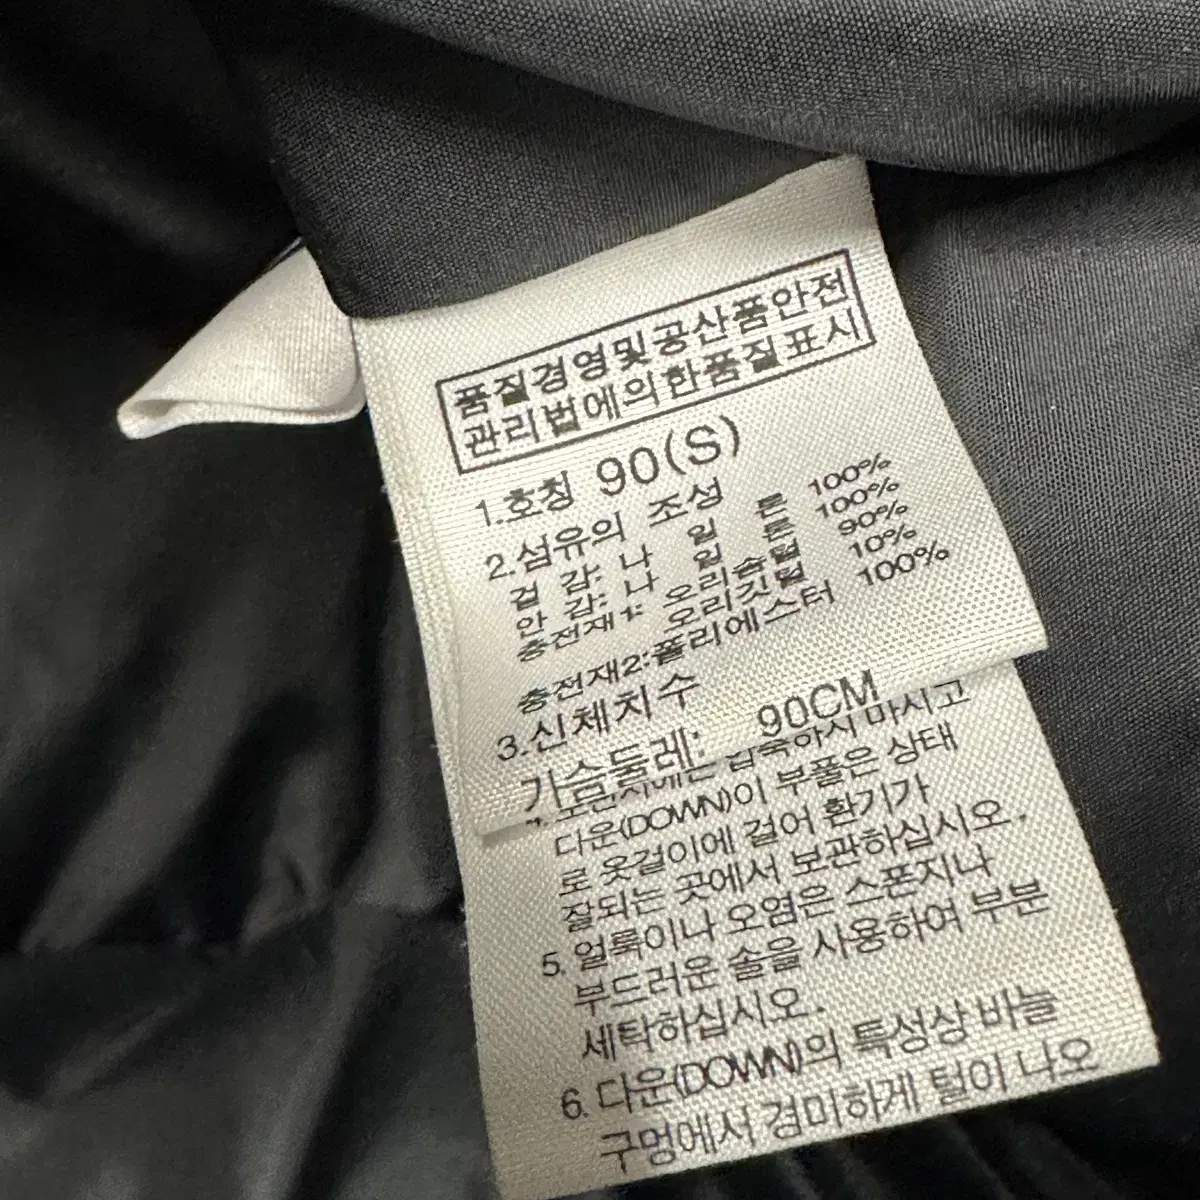 품질경영및공산품안전
관리법에의한품질표시
1.호칭 90(S)
2.섬유의 조성
겉 감: 나 일 론 100%
안 감: 나 일 론 100%
충전재1: 오리솜털 90%
오리깃털 10%
충전재2:폴리에스터 100%
3.신체치수
가슴둘레: 90CM
마시고
다운(DOWN)이 부풀은 상태
로 옷걸이에 걸어 환기가
잘되는 곳에서 보관하십시오.
5. 얼룩이나 오염은 스폰지나
부드러운 솔을 사용하여 부분
세탁하십시오.
6. 다운(DOWN)의 특성상 바늘
구멍에서 경미하게 털이 나오